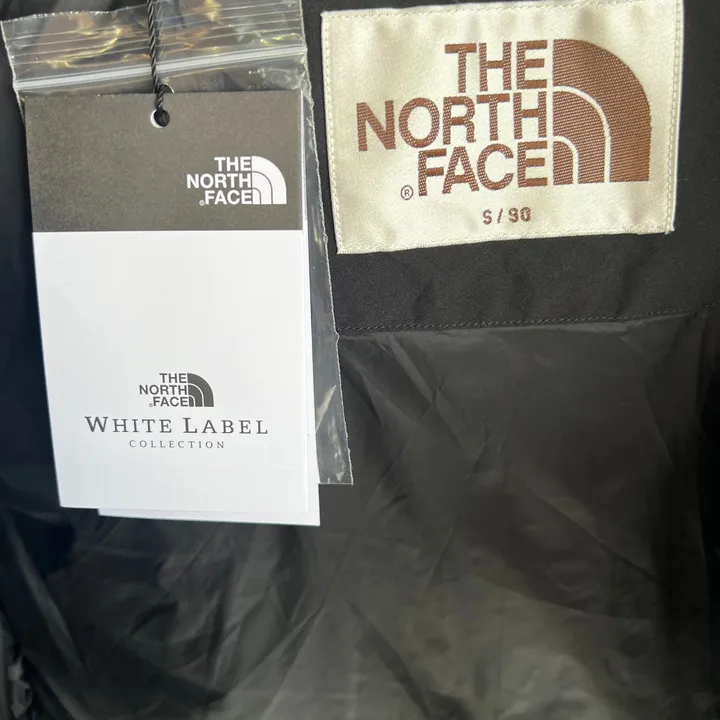 THE
NORTH
FACE
THE
NORTH
FACE
WHITE LABEL
COLLECTION
THE
NORTH
® FACE
S / 90